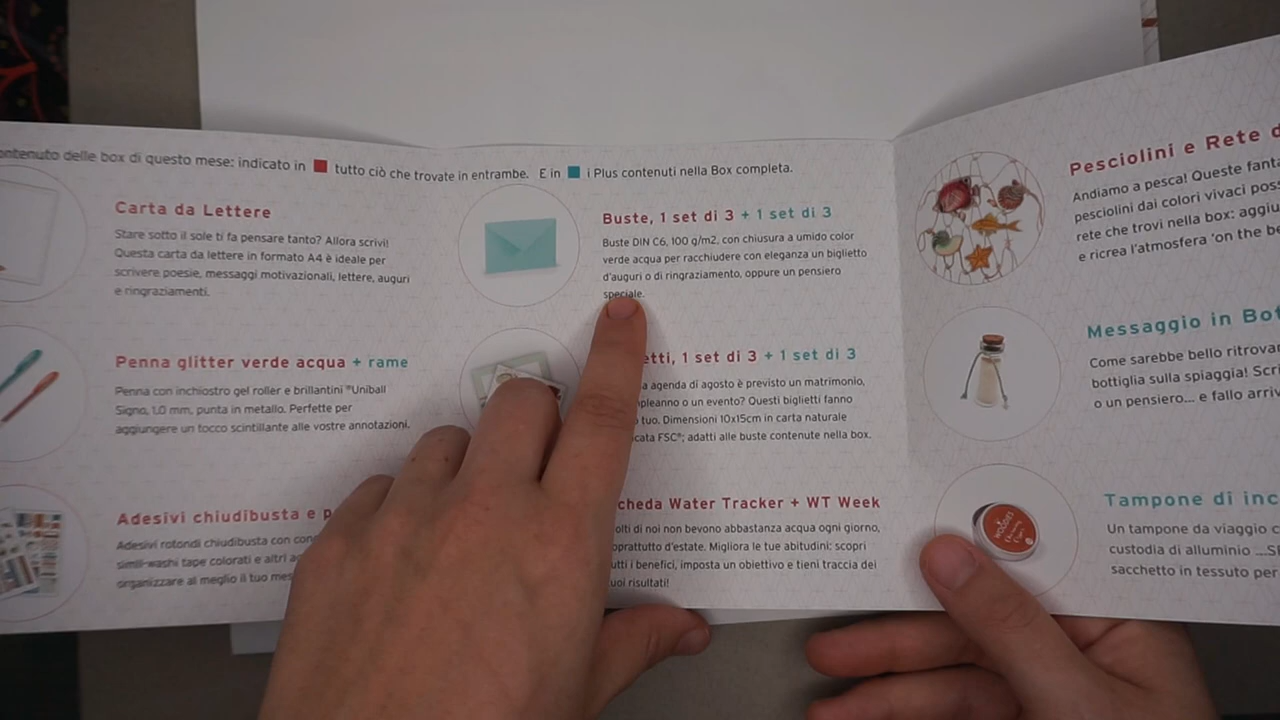 contenuto delle box di questo mese: indicato in tutto ciò che trovate in entrambe. E in i Plus contenuti nella Box completa.
Carta da Lettere
Stare sotto il sole ti fa pensare tanto? Allora scrivi!
Questa carta da lettere in formato A4 è ideale per
scrivere poesie, messaggi motivazionali, lettere, auguri
e ringraziamenti.
Penna glitter verde acqua + rame
Penna con inchiostro gel roller e brillantini ®Uniball
Signo, 1.0 mm, punta in metallo. Perfette per
aggiungere un tocco scintillante alle vostre annotazioni.
Adesivi chiudibusta e p
Adesivi rotondi chiudibusta con
simil-washi tape colorati e altri
organizzare al meglio il tuo
Buste, 1 set di 3 + 1 set di 3
Buste DIN C6, 100 g/m2, con chiusura a umido color
verde acqua per racchiudere con eleganza un biglietto
d'auguri o di ringraziamento, oppure un pensiero
speciale.
etti, 1 set di 3 + 1 set di 3
a agenda di agosto è previsto un matrimonio,
pleanno o un evento? Questi biglietti fanno
tuo. Dimensioni 10x15cm in carta naturale
cata FSC®; adatti alle buste contenute nella box.
cheda Water Tracker + WT Week
olti di noi non bevono abbastanza acqua ogni giorno,
oprattutto d'estate. Migliora le tue abitudini: scopri
utti i benefici, imposta un obiettivo e tieni traccia dei
uoi risultati!
Pesciolini e Rete d
Andiamo a pesca! Queste fanta
pesciolini dai colori vivaci poss
rete che trovi nella box: aggiu
e ricrea l'atmosfera 'on the be
Messaggio in Bot
Come sarebbe bello ritrovar
bottiglia sulla spiaggia! Scri
o un pensiero... e fallo arriv
Tampone di inc
Un tampone da viaggio c
custodia di alluminio
sacchetto in tessuto per